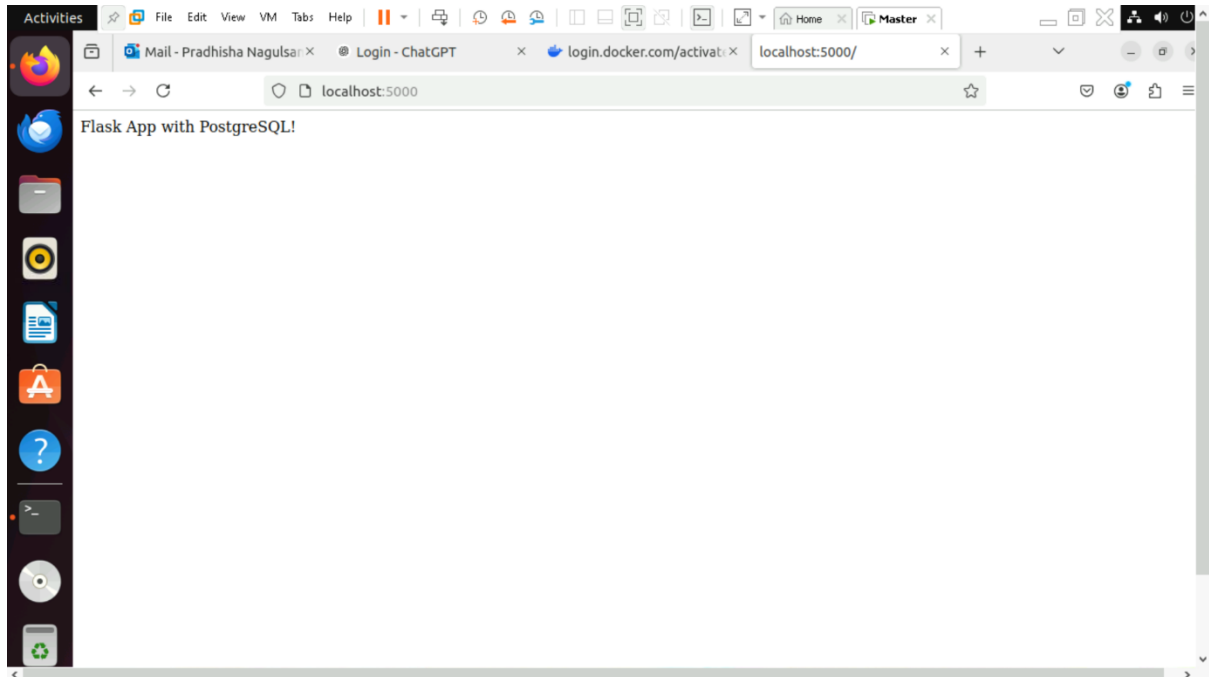 Activities File Edit View VM Tabs Help Home Master
Mail - Pradhisha Nagulsar Login - ChatGPT login.docker.com/activat localhost:5000/
localhost:5000
Flask App with PostgreSQL!